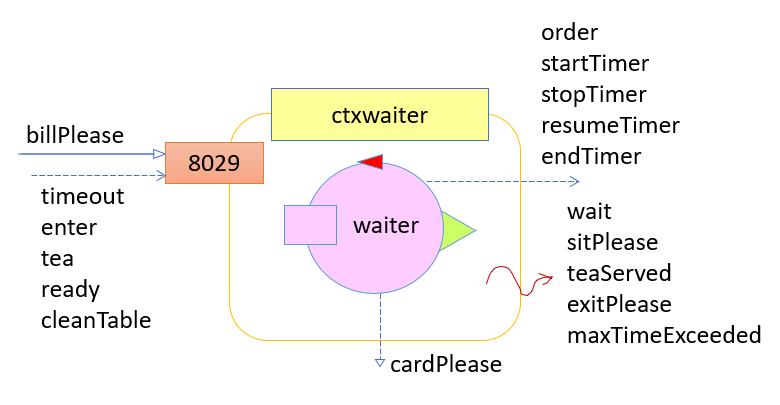 order
startTimer
stopTimer
resumeTimer
endTimer
ctxwaiter
billPlease
8029
timeout
enter
tea
ready
cleanTable
waiter
wait
sitPlease
teaServed
exitPlease
maxTimeExceeded
cardPlease